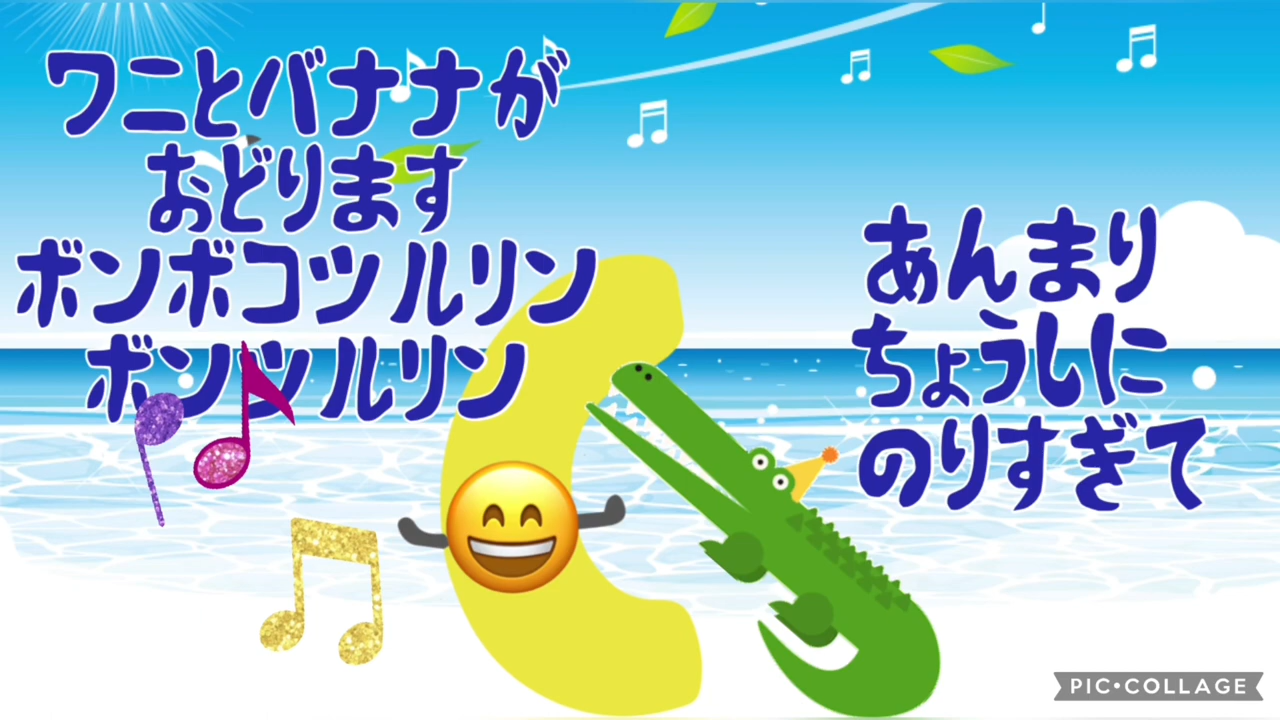 ワニとバナナが
おどります
ボンボコツルリン
ボンツルリン
あんまり
ちょうしに
のりすぎて
PIC•COLLAGE